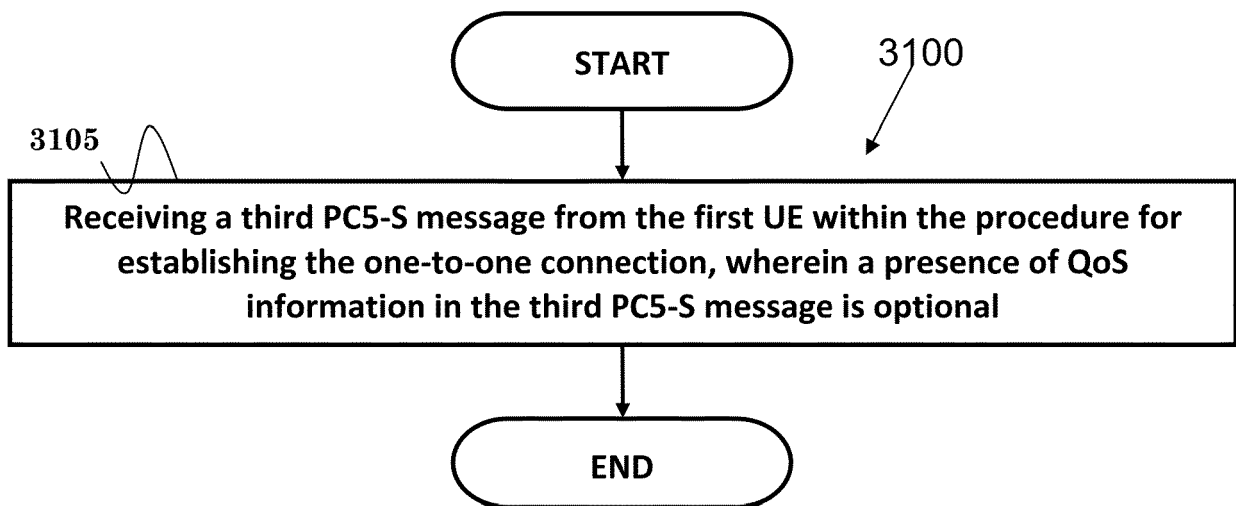 START
3100
3105
Receiving a third PC5-S message from the first UE within the procedure for
establishing the one-to-one connection, wherein a presence of QoS
information in the third PC5-S message is optional
END